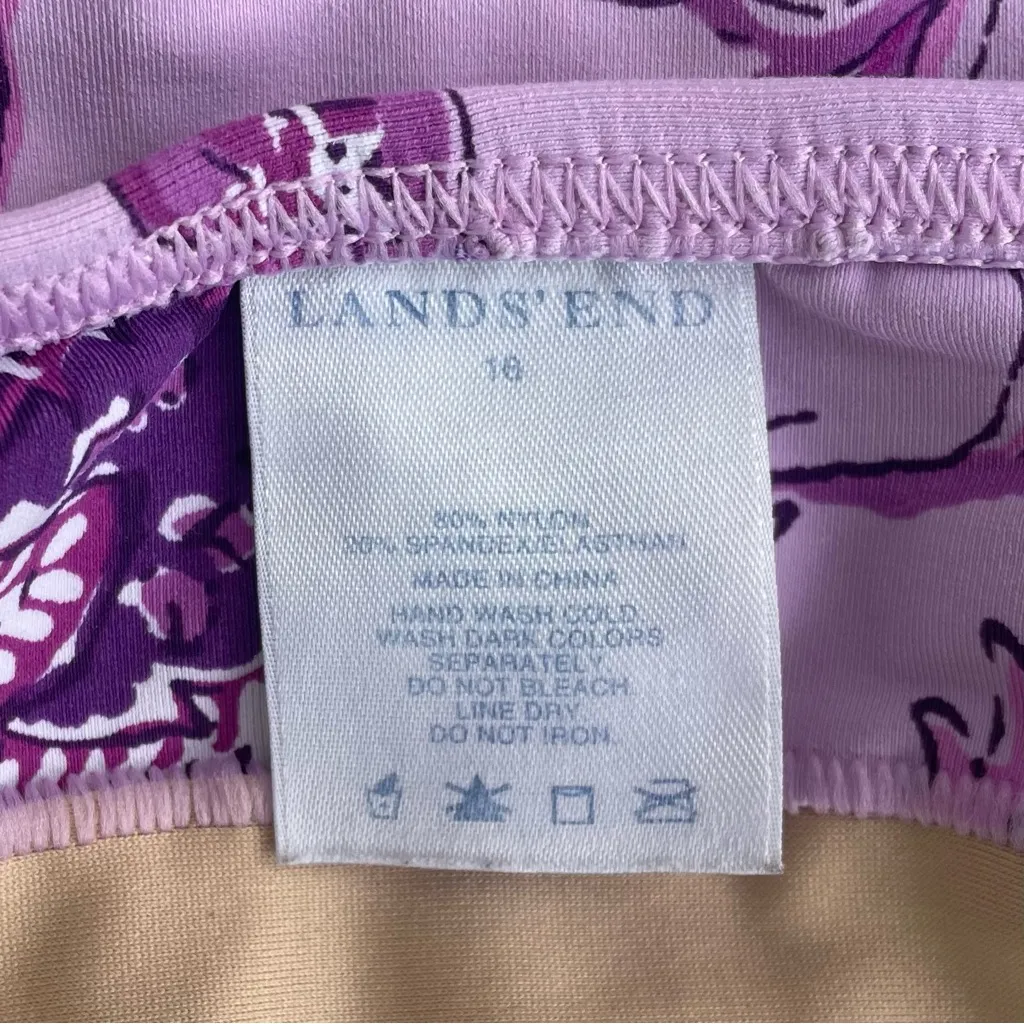 LANDS' END
16
80% NYLON
20% SPANDEX/ELASTHAN
MADE IN CHINA
HAND WASH COLD.
WASH DARK COLORS
SEPARATELY.
DO NOT BLEACH.
LINE DRY
DO NOT IRON.